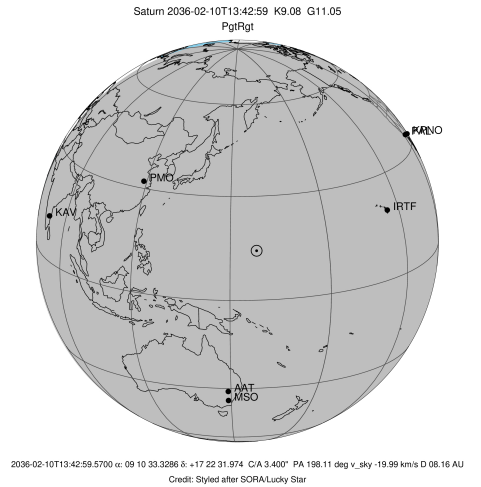 Saturn 2036-02-10T13:42:59 K9.08 G11.05
PgtRgt
KPNO
PMO
KAV
IRTF
AAT
MSO
2036-02-10T13:42:59.5700 α: 09 10 33.3286 δ: +17 22 31.974 C/A 3.400" PA 198.11 deg v_sky -19.99 km/s D 08.16 AU
Credit: Styled after SORA/Lucky Star